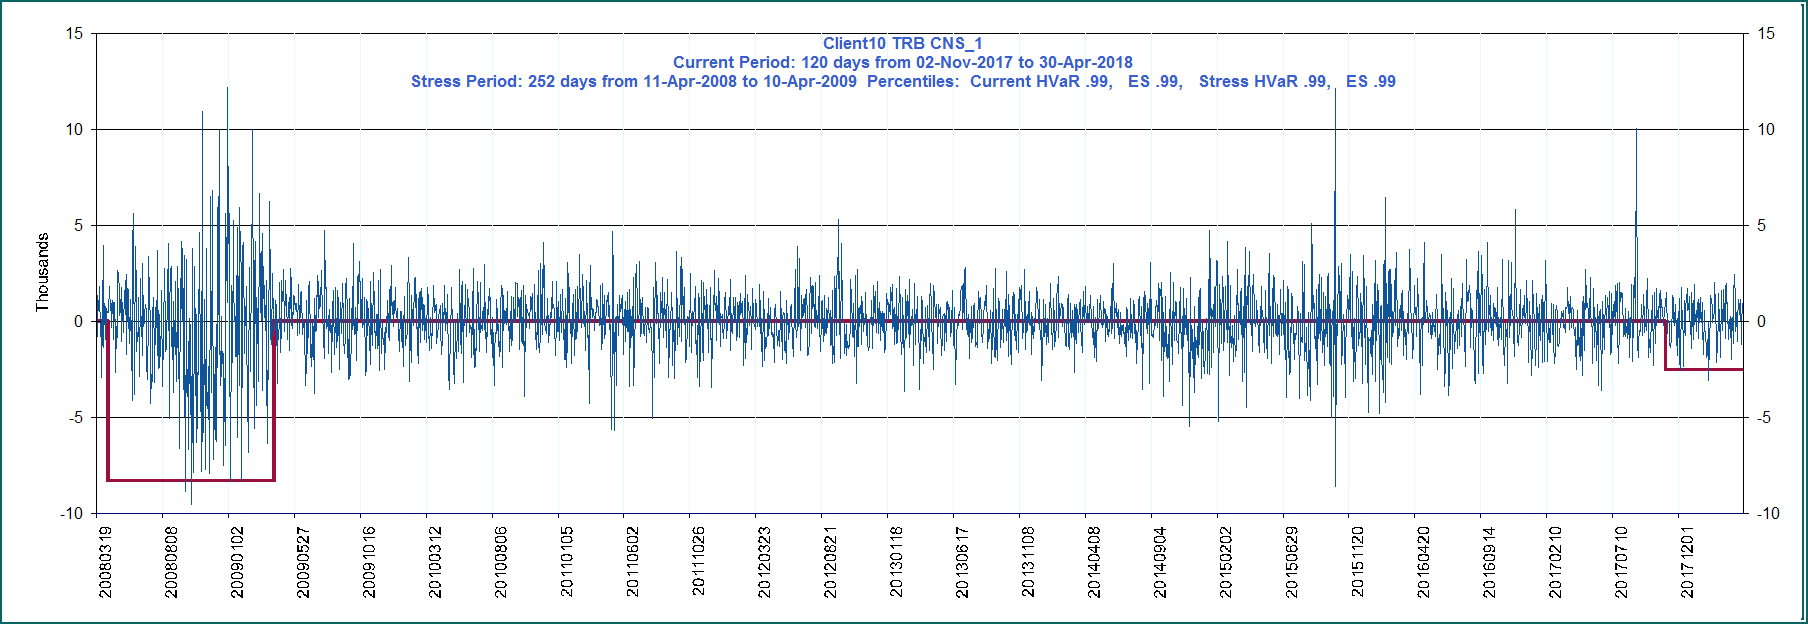 Client10 TRB CNS_1
Current Period: 120 days from 02-Nov-2017 to 30-Apr-2018
Stress Period: 252 days from 11-Apr-2008 to 10-Apr-2009  Percentiles:  Current HVaR .99,   ES .99,   Stress HVaR .99,   ES .99
15 15
10 10
5 5
Thousands
0 0
-5 -5
-10 -10
20080319 20080808 20090102 20090527 20091016 20100312 20100806 20110105 20110602 20111026 20120323 20120821 20130118 20130617 20131108 20140408 20140904 20150202 20150629 20151120 20160420 20160914 20170210 20170710 20171201